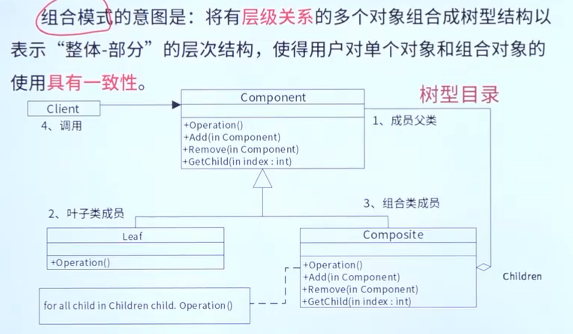 组合模式的意图是：将有层级关系的多个对象组合成树型结构以
表示“整体-部分”的层次结构，使得用户对单个对象和组合对象的
使用具有一致性。
树型目录
Client
4、调用
Component
+Operation()
+Add(in Component)
+Remove(in Component)
+GetChild(in index : int)
1、成员父类
2、叶子类成员
3、组合类成员
Leaf
+Operation()
Composite
+Operation()
+Add(in Component)
+Remove(in Component)
+GetChild(in index : int)
Children
for all child in Children child. Operation()